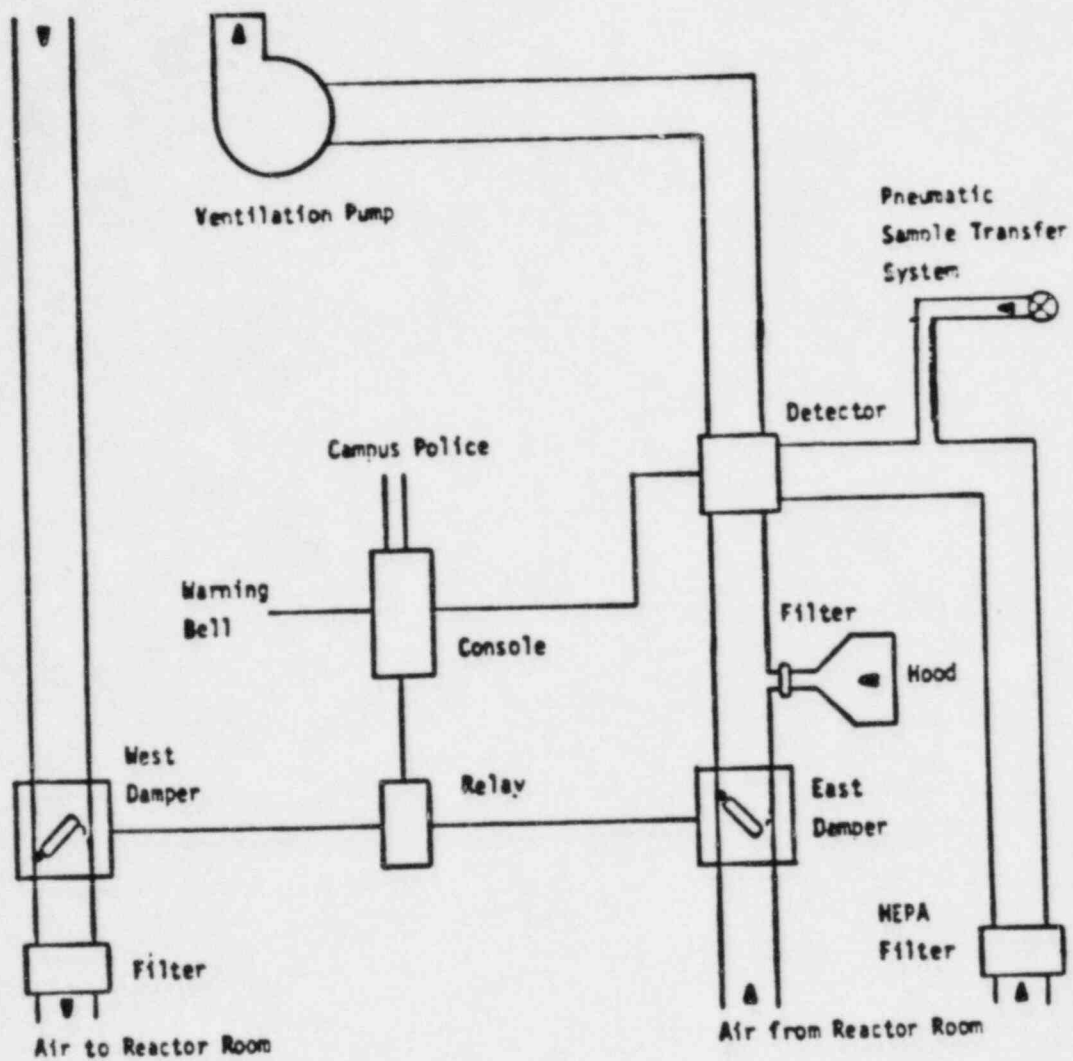 Ventilation Pump
Pneumatic
Sample Transfer
System
Detector
Campus Police
Warning
Bell
Console
Filter
Hood
West
Damper
Relay
East
Damper
HEPA
Filter
Filter
Air from Reactor Room
Air to Reactor Room